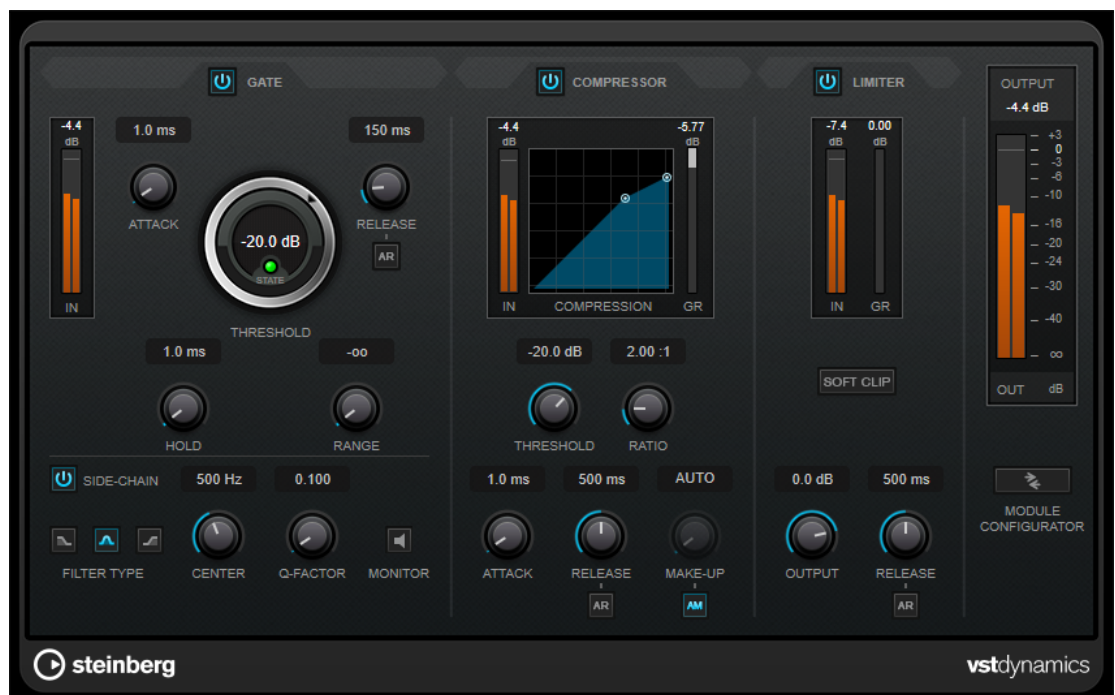 GATE
COMPRESSOR
LIMITER
OUTPUT
-4.4 dB
-4.4
dB
1.0 ms
150 ms
ATTACK
RELEASE
AR
-20.0 dB
STATE
THRESHOLD
IN
1.0 ms
-oo
HOLD
RANGE
SIDE-CHAIN
500 Hz
0.100
FILTER TYPE
CENTER
Q-FACTOR
MONITOR
-4.4
dB
-5.77
dB
IN
COMPRESSION
GR
-20.0 dB
2.00 :1
THRESHOLD
RATIO
1.0 ms
500 ms
AUTO
ATTACK
RELEASE
MAKE-UP
AR
AM
-7.4
dB
0.00
dB
IN
GR
SOFT CLIP
0.0 dB
500 ms
OUTPUT
RELEASE
AR
+3
0
-3
-6
-10
-16
-20
-24
-30
-40
∞
OUT
dB
MODULE
CONFIGURATOR
steinberg
vstdynamics